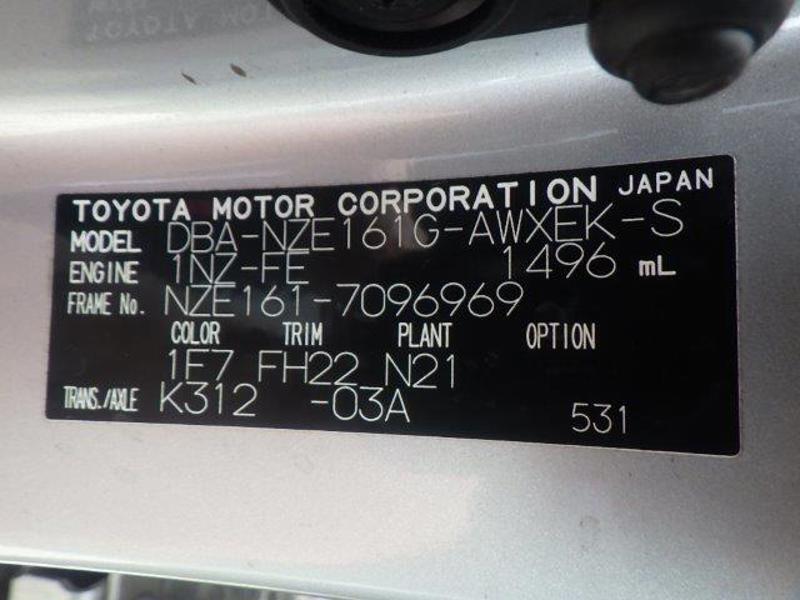 TOYOTA MOTOR CORPORATION JAPAN
MODEL DBA-NZE161G-AWXEK-S
ENGINE 1NZ-FE 1496 mL
FRAME No. NZE161-7096969
COLOR TRIM PLANT OPTION
1F7 FH22 N21
TRANS./AXLE K312 -03A 531